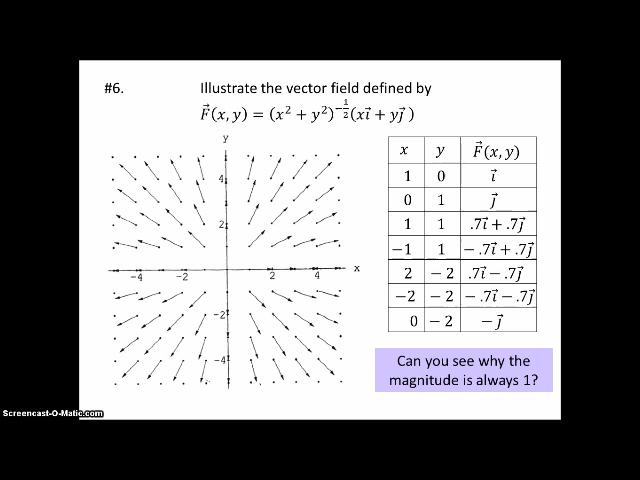 #6. Illustrate the vector field defined by
F⃗(x, y) = (x² + y²)^(-1/2)(xi⃗ + yj⃗ )
y
4
2
-4 -2 2 4 x
-2
-4
x y F⃗(x, y)
1 0 i⃗
0 1 j⃗
1 1 .7i⃗ + .7j⃗
−1 1 −.7i⃗ + .7j⃗
2 −2 .7i⃗ − .7j⃗
−2 −2 −.7i⃗ − .7j⃗
0 −2 −j⃗
Can you see why the
magnitude is always 1?
Screencast-O-Matic.com